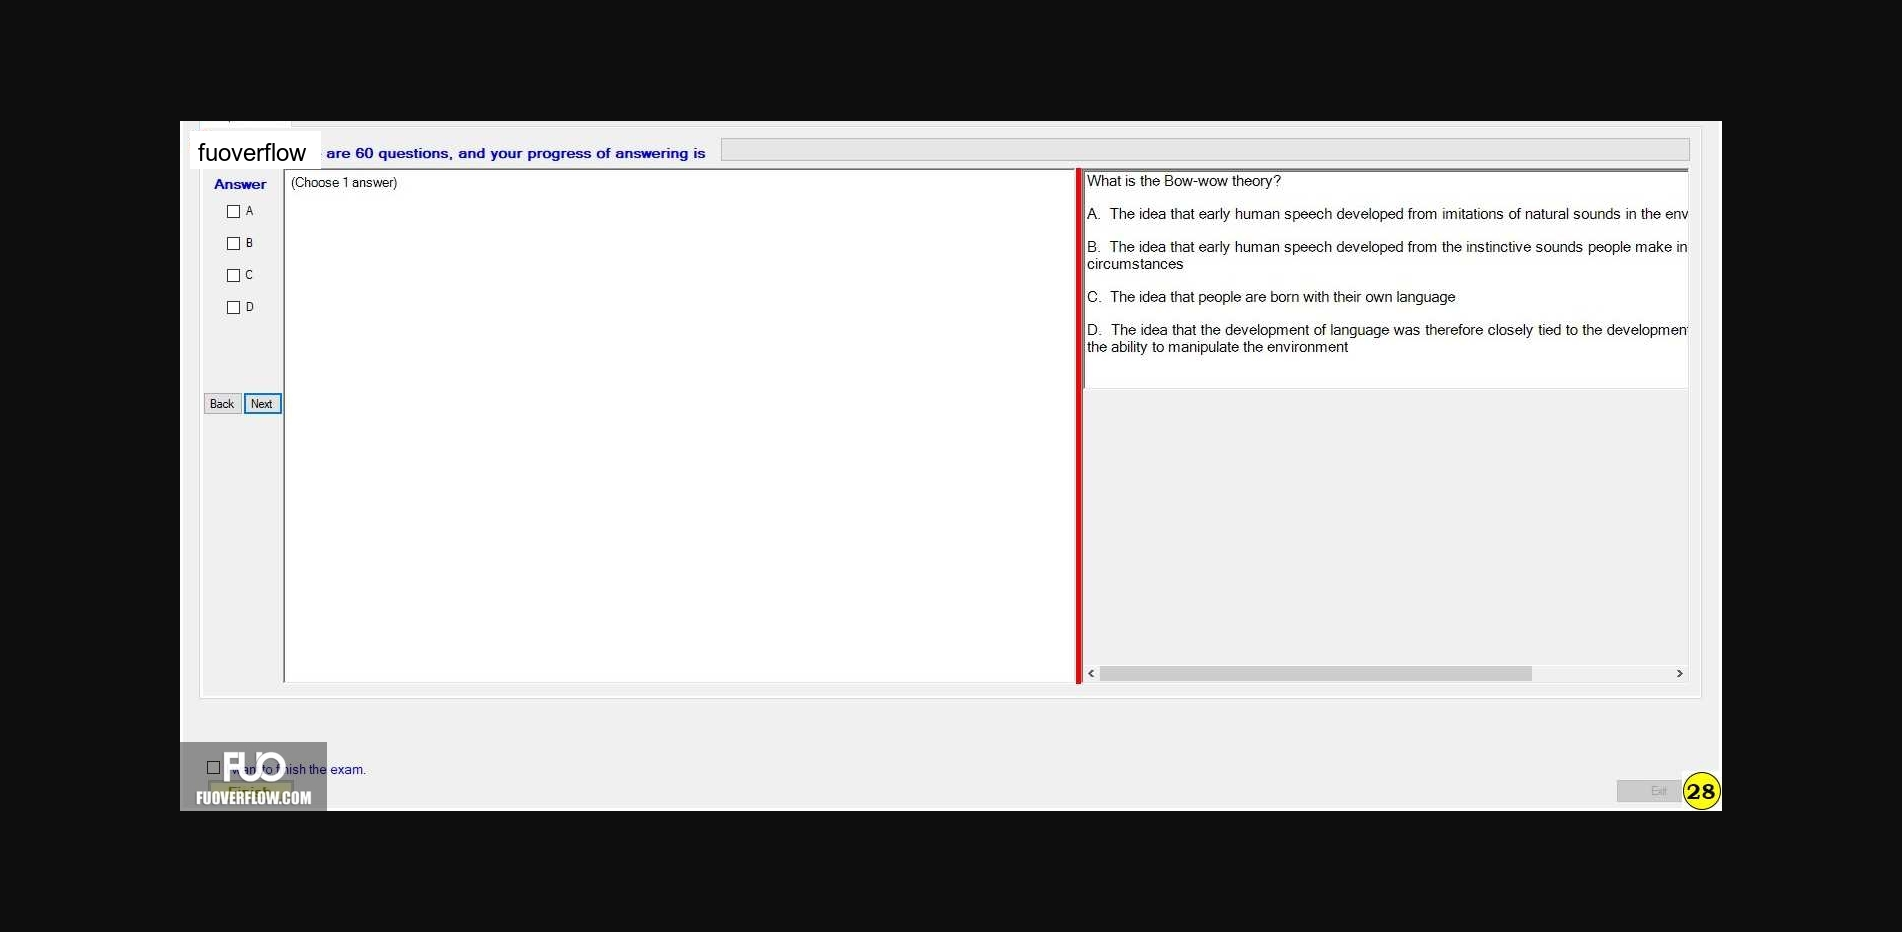 fuoverflow are 60 questions, and your progress of answering is
Answer
A
B
C
D
Back Next
(Choose 1 answer)
What is the Bow-wow theory?
A. The idea that early human speech developed from imitations of natural sounds in the env
B. The idea that early human speech developed from the instinctive sounds people make in
circumstances
C. The idea that people are born with their own language
D. The idea that the development of language was therefore closely tied to the developmen
the ability to manipulate the environment
FUO
to finish the exam.
Finish
FUOVERFLOW.COM
Exit
28